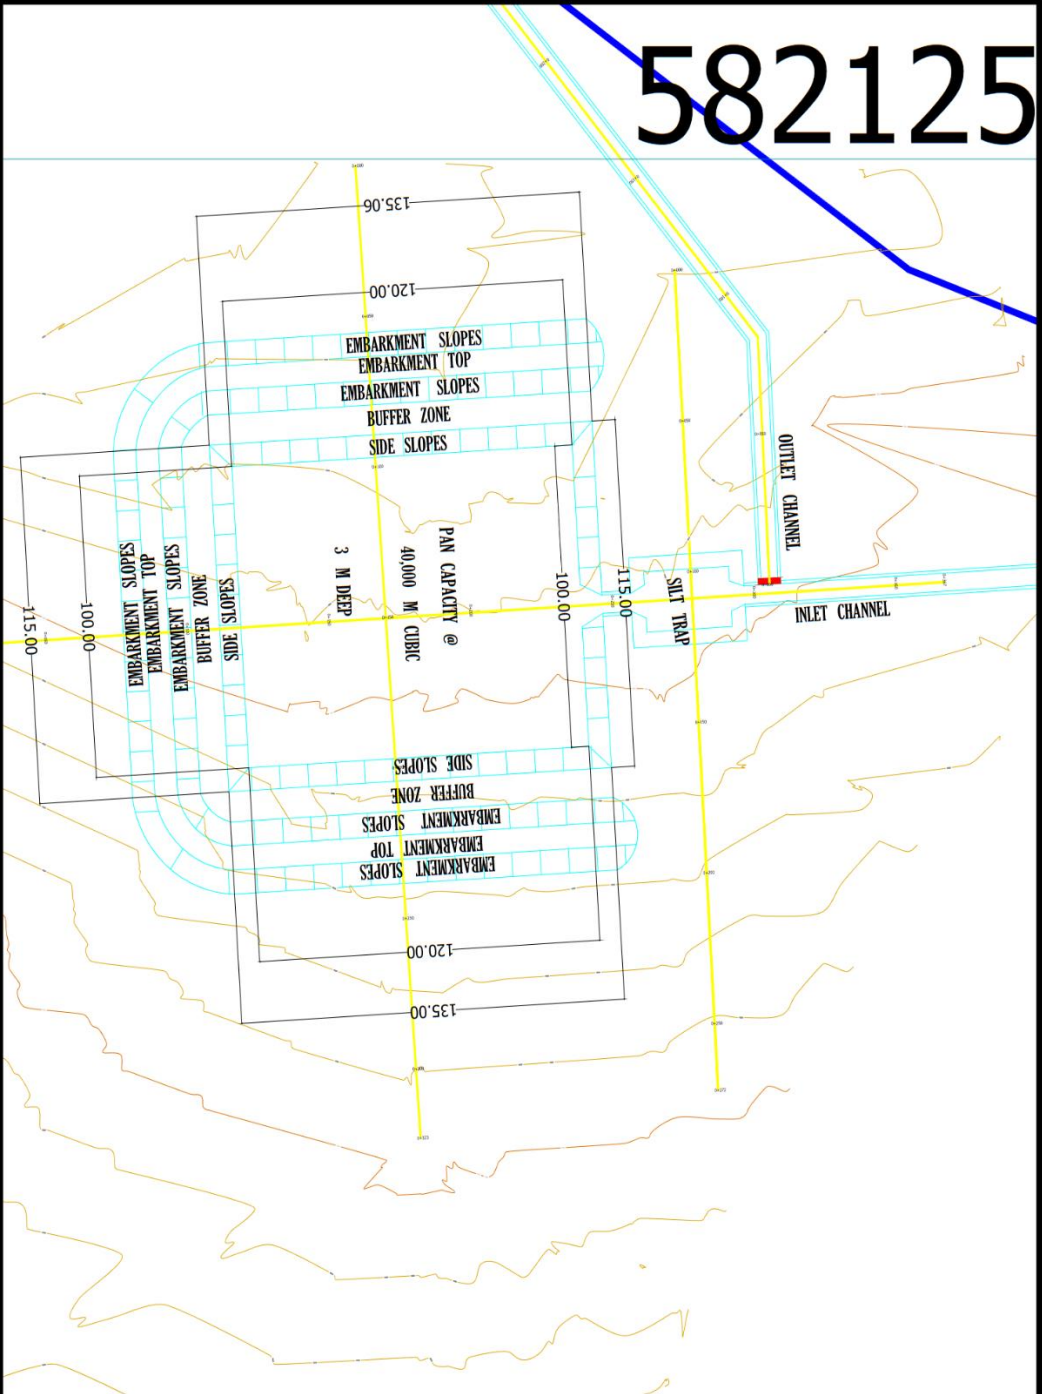 582125
135.06
120.00
EMBARKMENT SLOPES
EMBARKMENT TOP
EMBARKMENT SLOPES
BUFFER ZONE
SIDE SLOPES
OUTLET CHANNEL
PAN CAPACITY @
40,000 M CUBIC
3 M DEEP
100.00
115.00
SILT TRAP
INLET CHANNEL
115.00
100.00
EMBARKMENT SLOPES
EMBARKMENT TOP
EMBARKMENT SLOPES
BUFFER ZONE
SIDE SLOPES
SIDE SLOPES
BUFFER ZONE
EMBARKMENT SLOPES
EMBARKMENT TOP
EMBARKMENT SLOPES
120.00
135.00